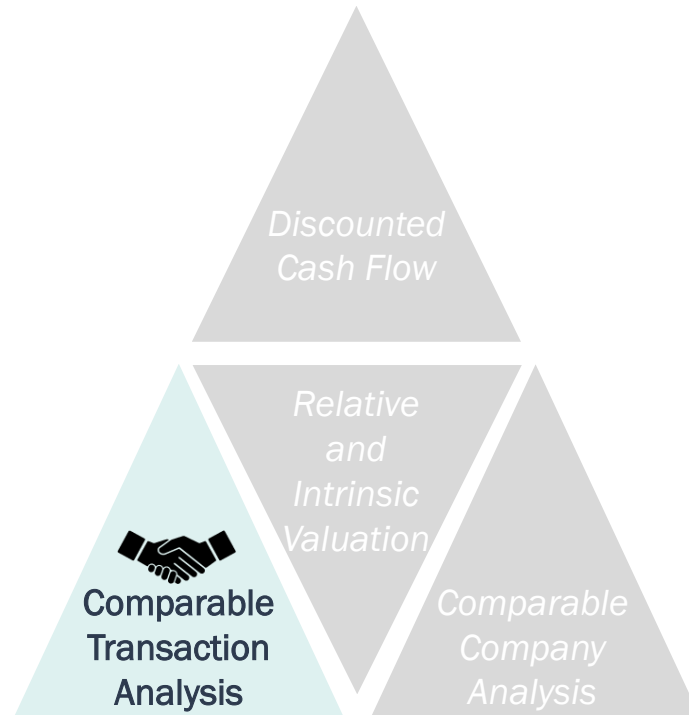 Discounted
Cash Flow
Relative
and
Intrinsic
Valuation
Comparable
Transaction
Analysis
Comparable
Company
Analysis